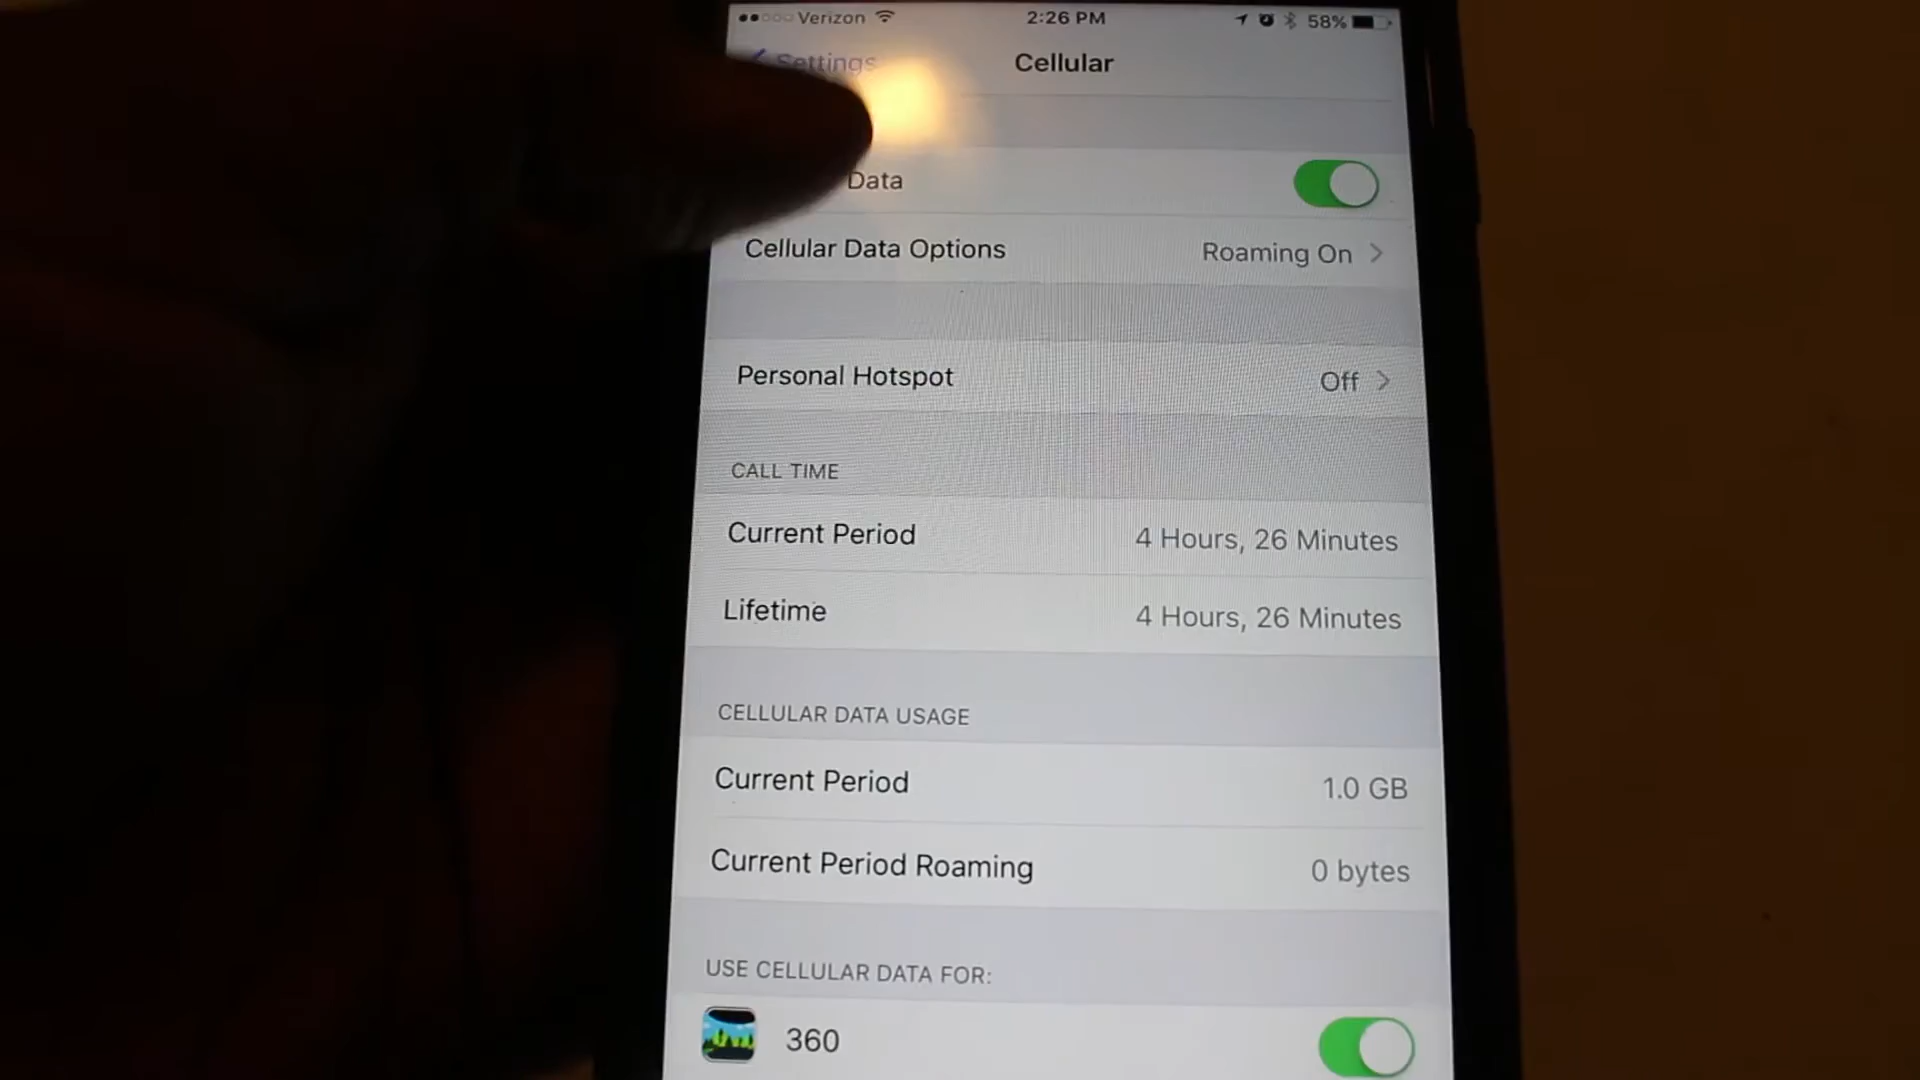 Verizon 2:26 PM 58%
Settings Cellular
Data
Cellular Data Options Roaming On
Personal Hotspot Off
CALL TIME
Current Period 4 Hours, 26 Minutes
Lifetime 4 Hours, 26 Minutes
CELLULAR DATA USAGE
Current Period 1.0 GB
Current Period Roaming 0 bytes
USE CELLULAR DATA FOR:
360